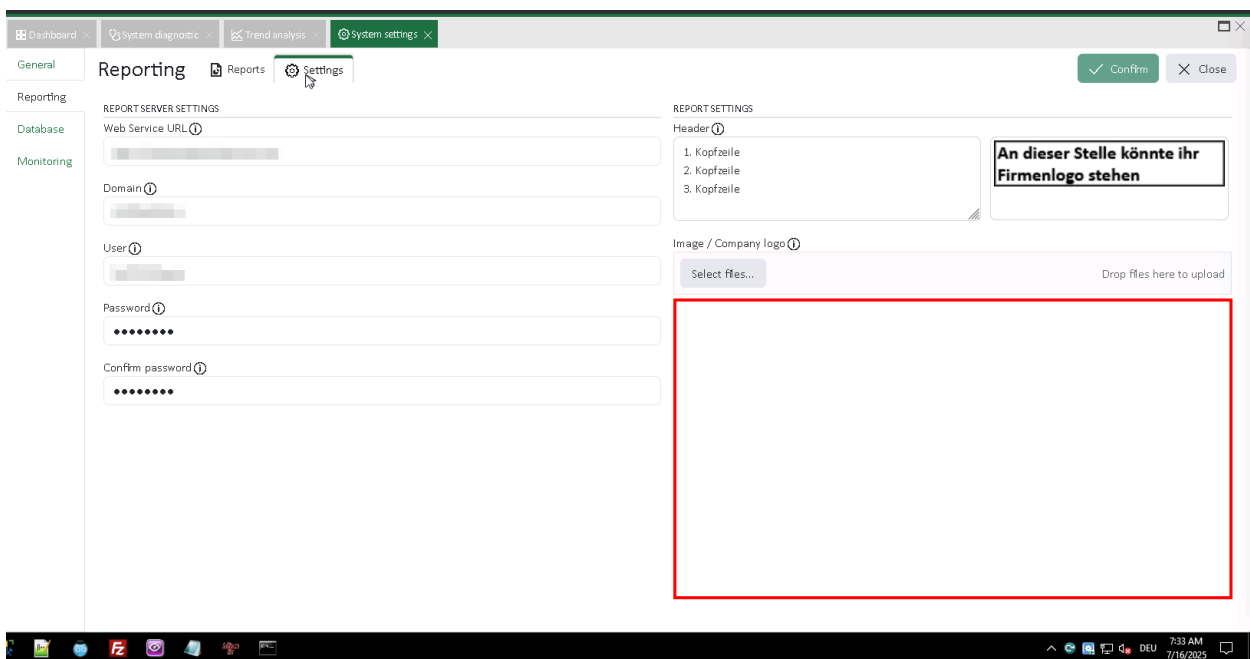 Dashboard
System diagnostic
Trend analysis
System settings
General
Reporting
Database
Monitoring
Reporting
Reports
Settings
Confirm
Close
REPORT SERVER SETTINGS
Web Service URL
Domain
User
Password
Confirm password
REPORT SETTINGS
Header
1. Kopfzeile
2. Kopfzeile
3. Kopfzeile
An dieser Stelle könnte ihr
Firmenlogo stehen
Image / Company logo
Select files...
Drop files here to upload
DEU
7:33 AM
7/16/2025